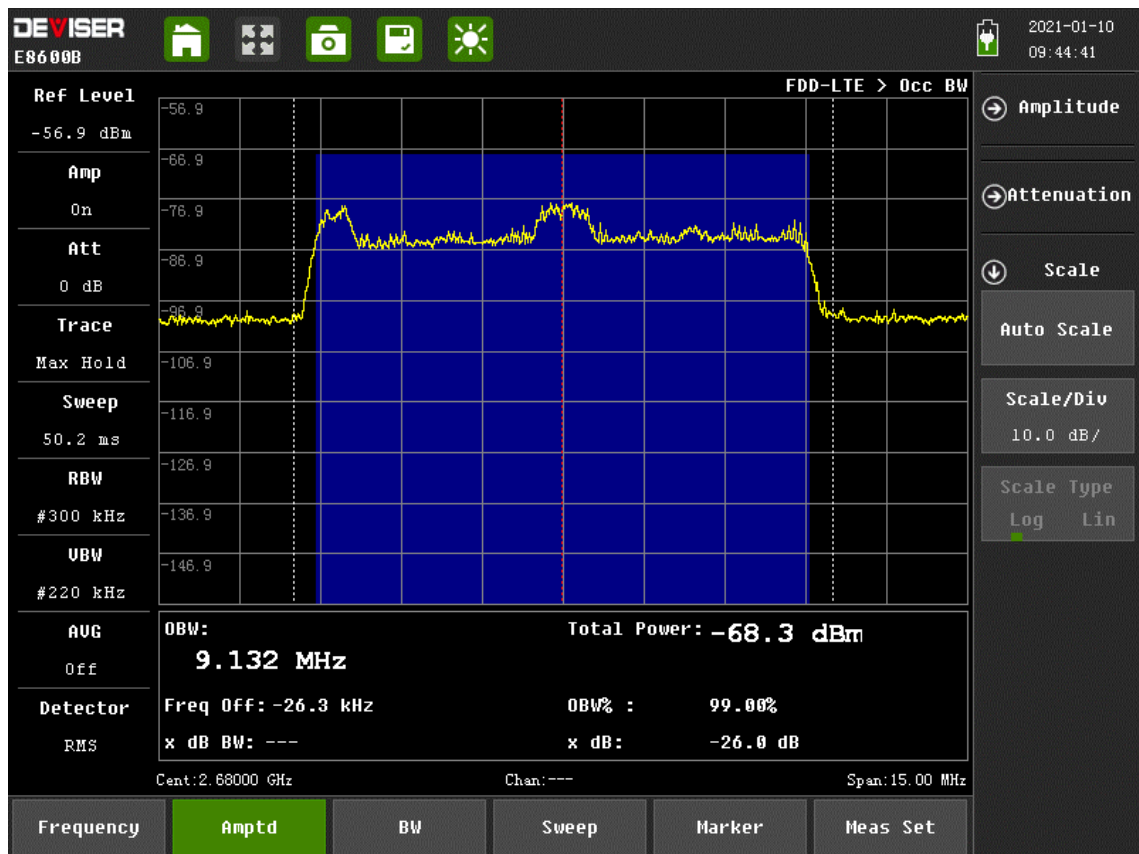 DEVISER
E8600B
2021-01-10
09:44:41
FDD-LTE > Occ BW
Ref Level
-56.9 dBm
Amp
On
Att
0 dB
Trace
Max Hold
Sweep
50.2 ms
RBW
#300 kHz
VBW
#220 kHz
AVG
Off
Detector
RMS
-56.9
-66.9
-76.9
-86.9
-96.9
-106.9
-116.9
-126.9
-136.9
-146.9
OBW:
9.132 MHz
Total Power: -68.3 dBm
Freq Off: -26.3 kHz
OBW% : 99.00%
x dB BW: ---
x dB: -26.0 dB
Cent:2.68000 GHz
Chan:---
Span:15.00 MHz
Amplitude
Attenuation
Scale
Auto Scale
Scale/Div
10.0 dB/
Scale Type
Log Lin
Frequency
Amptd
BW
Sweep
Marker
Meas Set